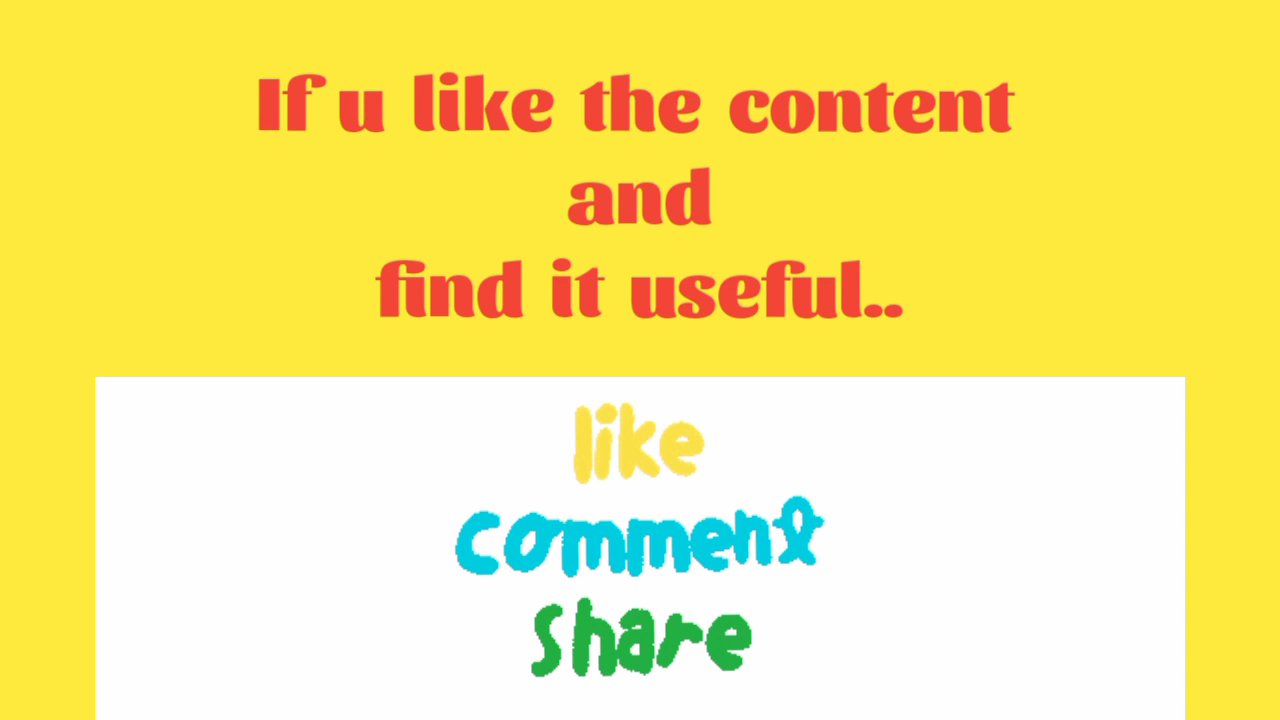 If u like the content
and
find it useful..
like
comment
share